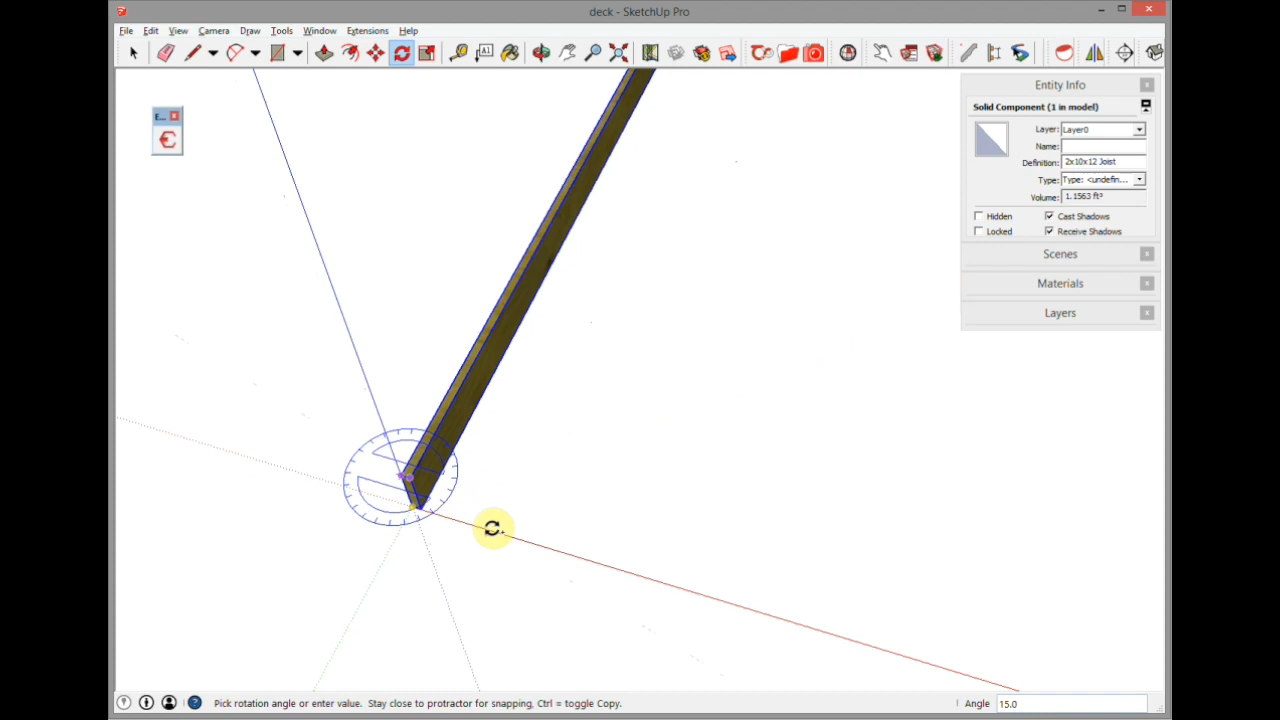 deck - SketchUp Pro
File Edit View Camera Draw Tools Window Extensions Help
A1
E...
Entity Info
Solid Component (1 in model)
Layer: Layer0
Name:
Definition: 2x10x12 Joist
Type: Type: <undefin...
Volume: 1.1563 ft³
Hidden Cast Shadows
Locked Receive Shadows
Scenes
Materials
Layers
Pick rotation angle or enter value. Stay close to protractor for snapping, Ctrl = toggle Copy. Angle 15.0